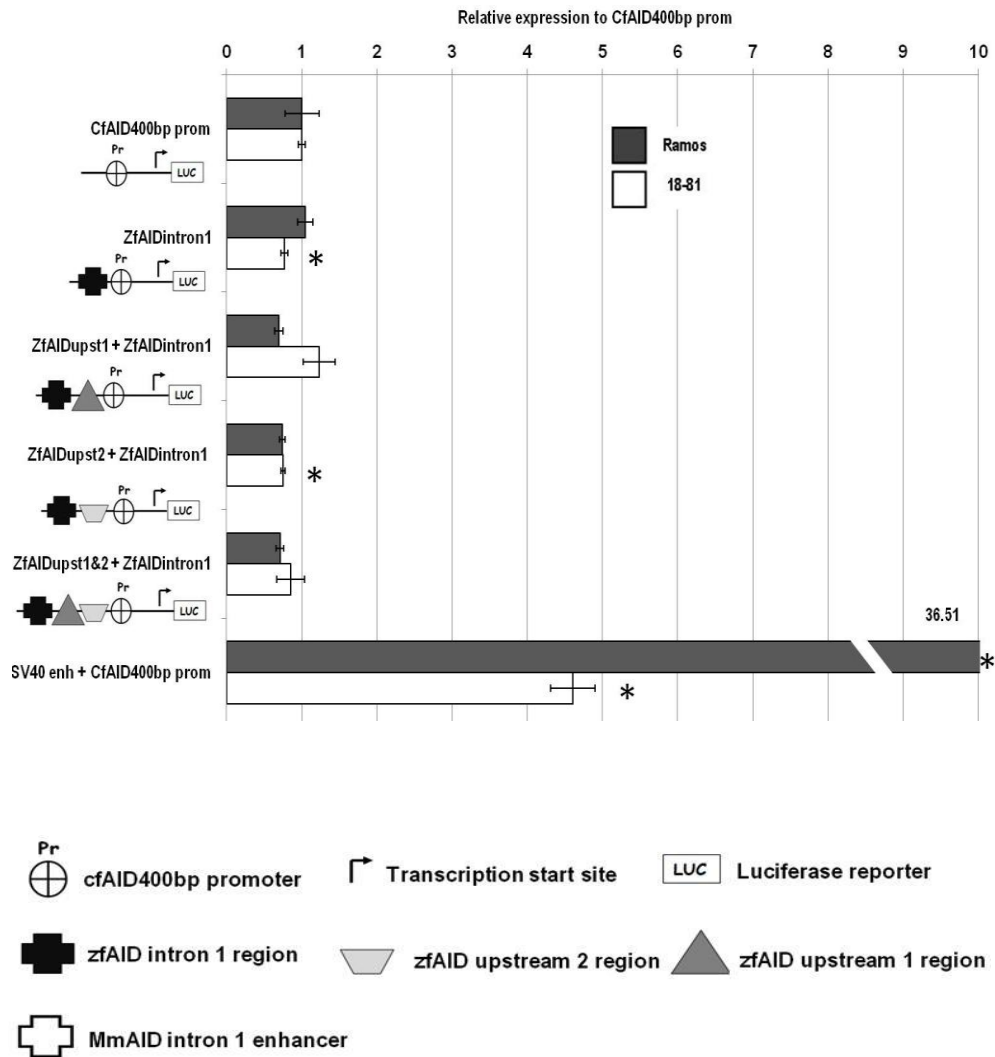 Relative expression to CfAID400bp prom
0 1 2 3 4 5 6 7 8 9 10
CfAID400bp prom
Pr
LUC
Ramos
18-81
ZfAIDintron1
*
Pr
LUC
ZfAIDupst1 + ZfAIDintron1
Pr
LUC
ZfAIDupst2 + ZfAIDintron1
*
Pr
LUC
ZfAIDupst1&2 + ZfAIDintron1
Pr
LUC
36.51
SV40 enh + CfAID400bp prom
*
*
Pr
cfAID400bp promoter
Transcription start site
LUC Luciferase reporter
zfAID intron 1 region
zfAID upstream 2 region
zfAID upstream 1 region
MmAID intron 1 enhancer